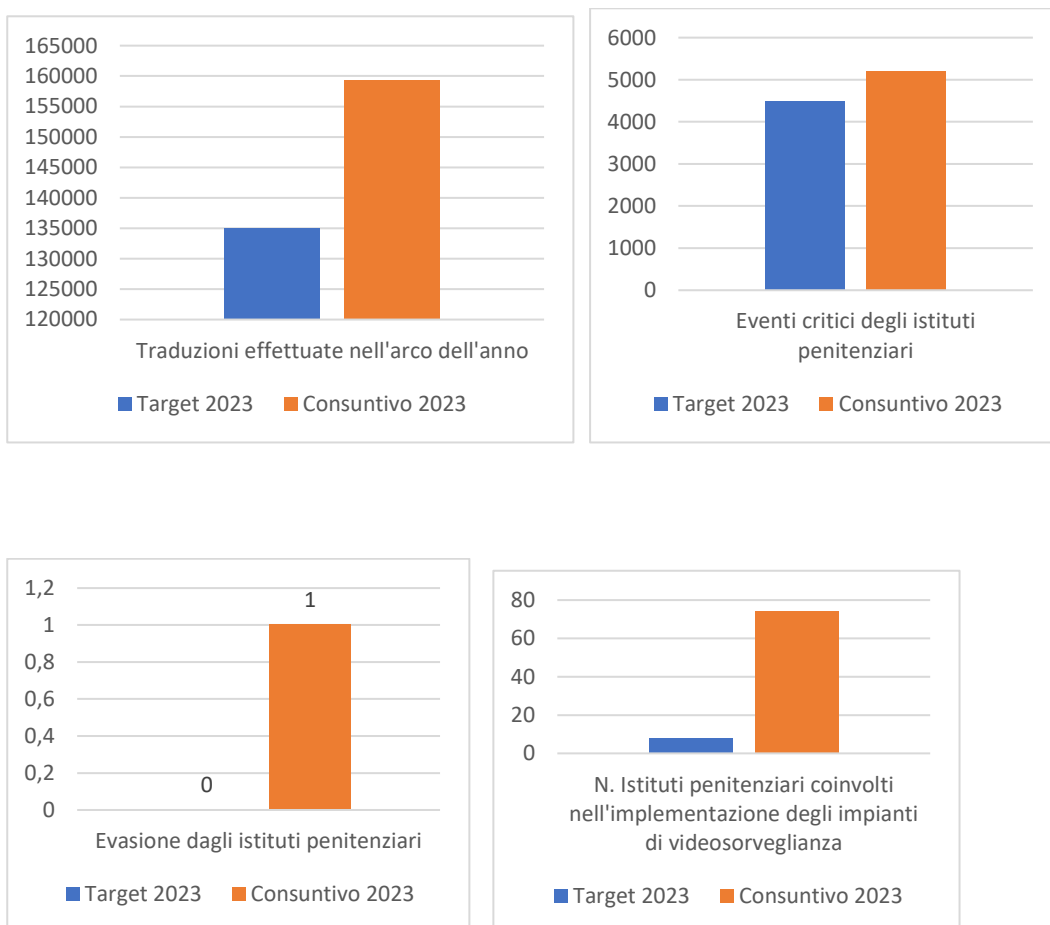 165000
160000
155000
150000
145000
140000
135000
130000
125000
120000
Traduzioni effettuate nell'arco dell'anno
Target 2023 Consuntivo 2023
6000
5000
4000
3000
2000
1000
0
Eventi critici degli istituti
penitenziari
Target 2023 Consuntivo 2023
1,2
1
0,8
0,6
0,4
0,2
0
1
0
Evasione dagli istituti penitenziari
Target 2023 Consuntivo 2023
80
60
40
20
0
N. Istituti penitenziari coinvolti
nell'implementazione degli impianti
di videosorveglianza
Target 2023 Consuntivo 2023